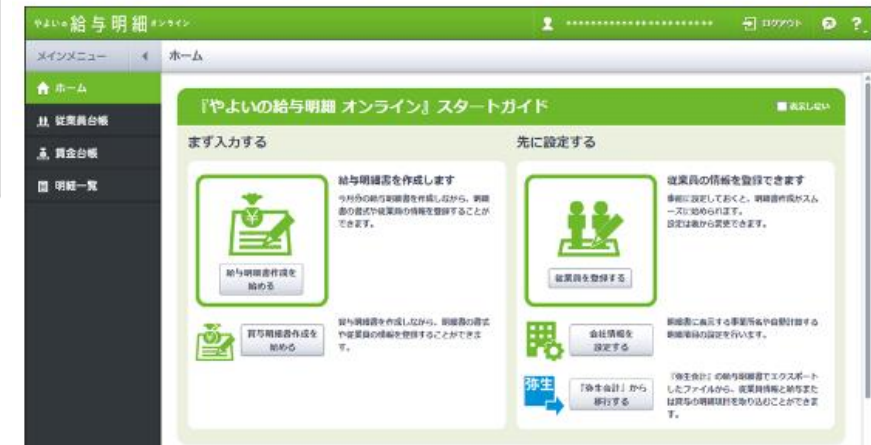 やよいの給与明細オンライン
ログアウト
?
メインメニュー
ホーム
ホーム
従業員台帳
賃金台帳
明細一覧
『やよいの給与明細 オンライン』スタートガイド
表示しない
まず入力する
給与明細書を作成します
今月分の給与明細書を作成しながら、明細
書の書式や従業員の情報を登録することが
できます。
給与明細書作成を
始める
賞与明細書作成を
始める
賞与明細書を作成しながら、明細書の書式
や従業員の情報を登録することができま
す。
先に設定する
従業員の情報を登録できます
事前に設定しておくと、明細書作成がスム
ーズに始められます。
設定は後から変更できます。
従業員を登録する
会社情報を
設定する
明細書に表示する事業所名や自動計算する
明細項目の設定を行います。
弥生
『弥生会計』から
移行する
『弥生会計』の給与明細書でエクスポート
したファイルから、従業員情報と給与また
は賞与の明細項目を取り込むことができま
す。